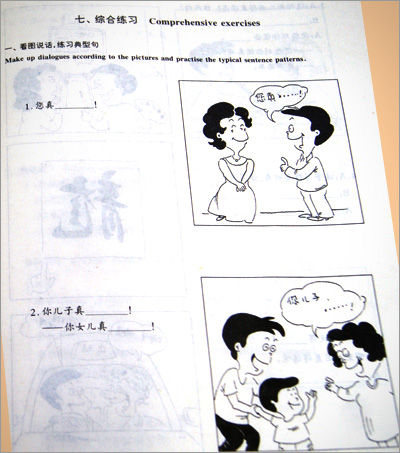 七、综合练习 Comprehensive exercises
一、看图说话，练习典型句
Make up dialogues according to the pictures and practise the typical sentence patterns.
1. 您真________!
您真……!
2. 你儿子真________!
——你女儿真________!
你儿子，
……!